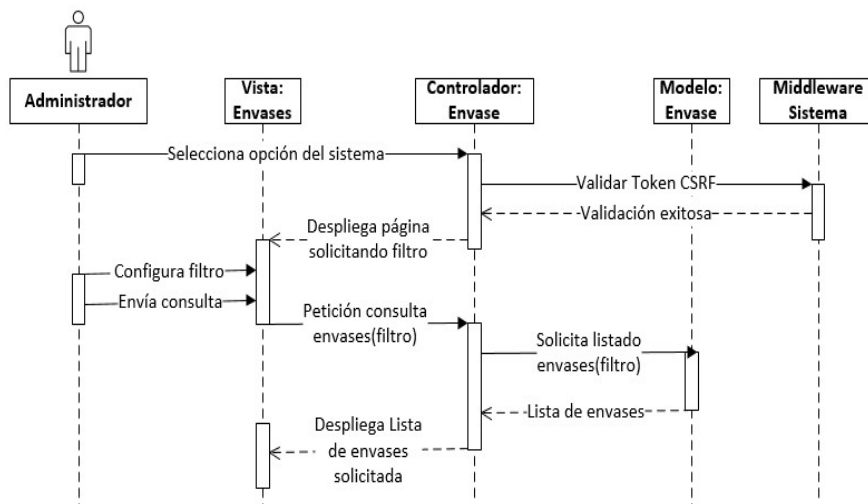 Administrador
Vista:
Envases
Controlador:
Envase
Modelo:
Envase
Middleware
Sistema
Selecciona opción del sistema
Validar Token CSRF
Validación exitosa
Despliega página
solicitando filtro
Configura filtro
Envía consulta
Petición consulta
envases(filtro)
Solicita listado
envases(filtro)
Lista de envases
Despliega Lista
de envases
solicitada